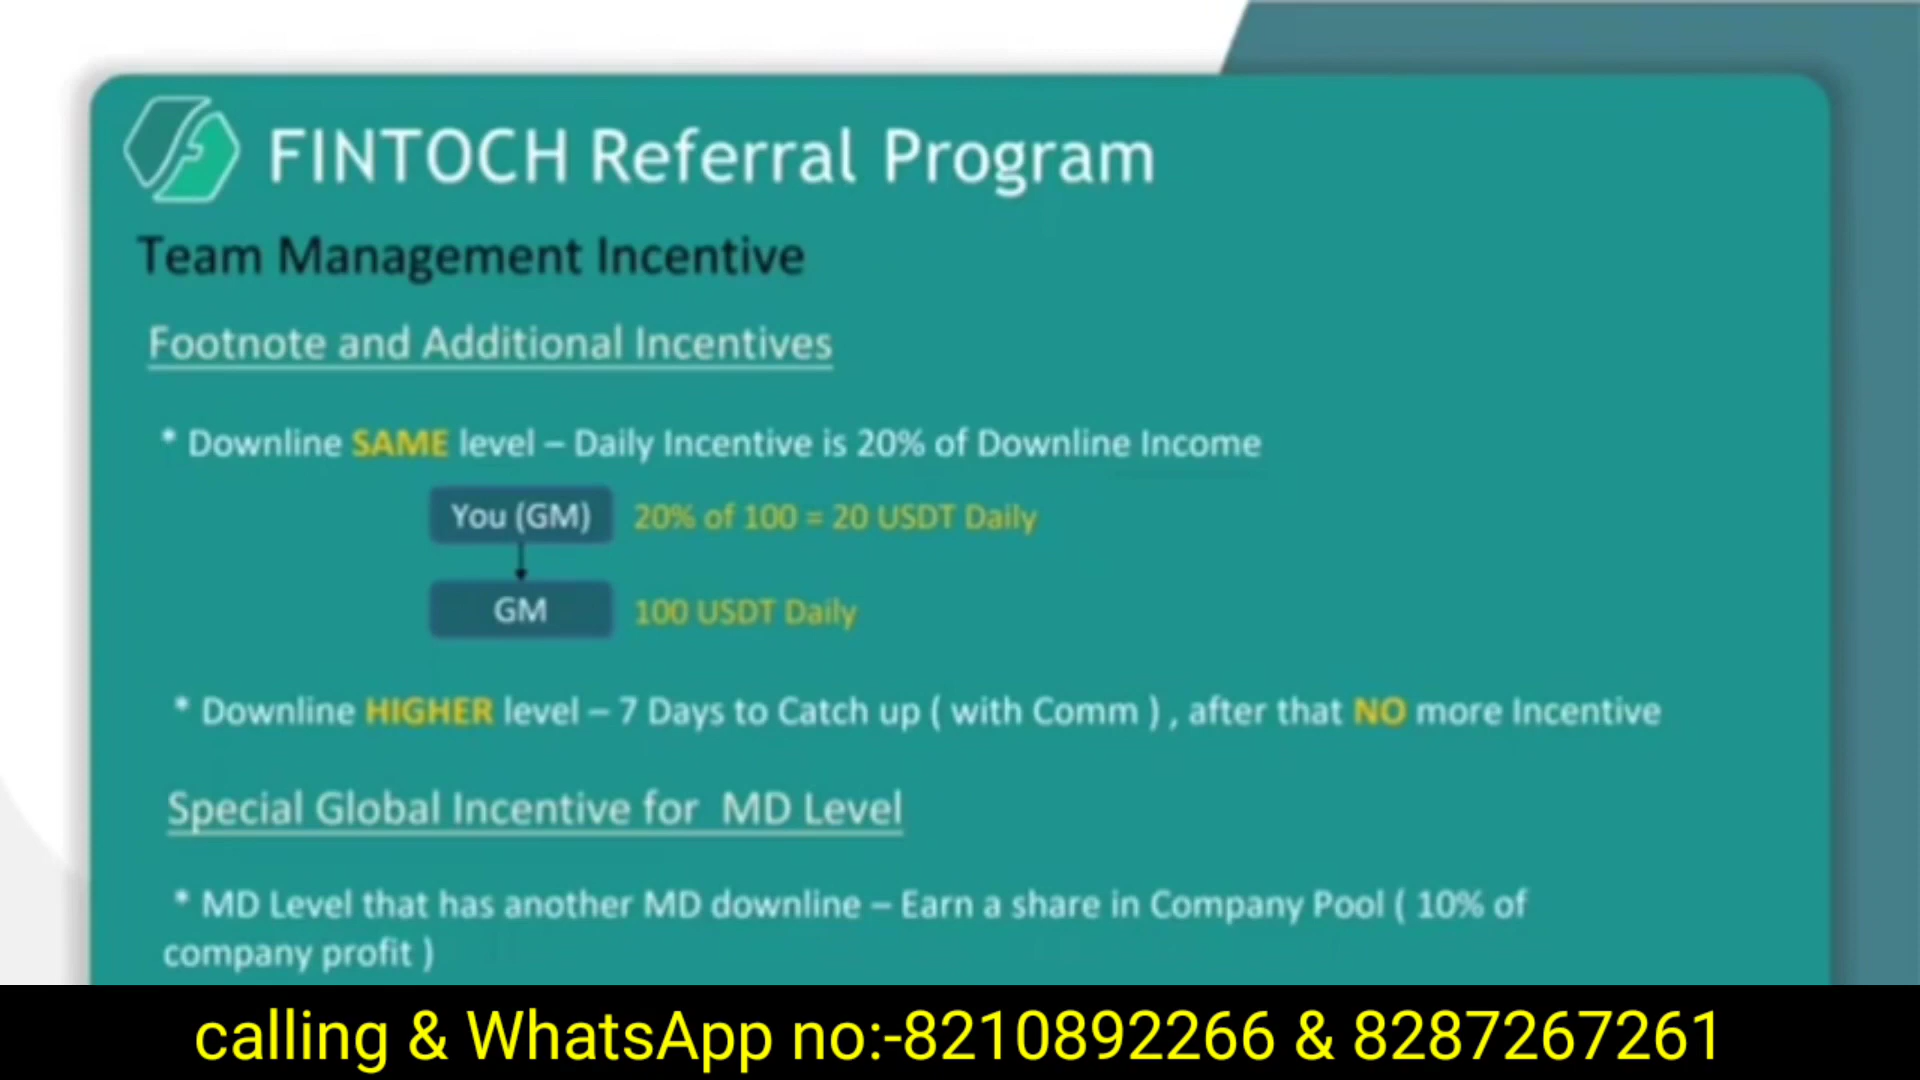 FINTOCH Referral Program
Team Management Incentive
Footnote and Additional Incentives
* Downline SAME level – Daily Incentive is 20% of Downline Income
You (GM) 20% of 100 = 20 USDT Daily
GM 100 USDT Daily
* Downline HIGHER level – 7 Days to Catch up ( with Comm ) , after that NO more Incentive
Special Global Incentive for MD Level
* MD Level that has another MD downline – Earn a share in Company Pool ( 10% of
company profit )
calling & WhatsApp no:-8210892266 & 8287267261